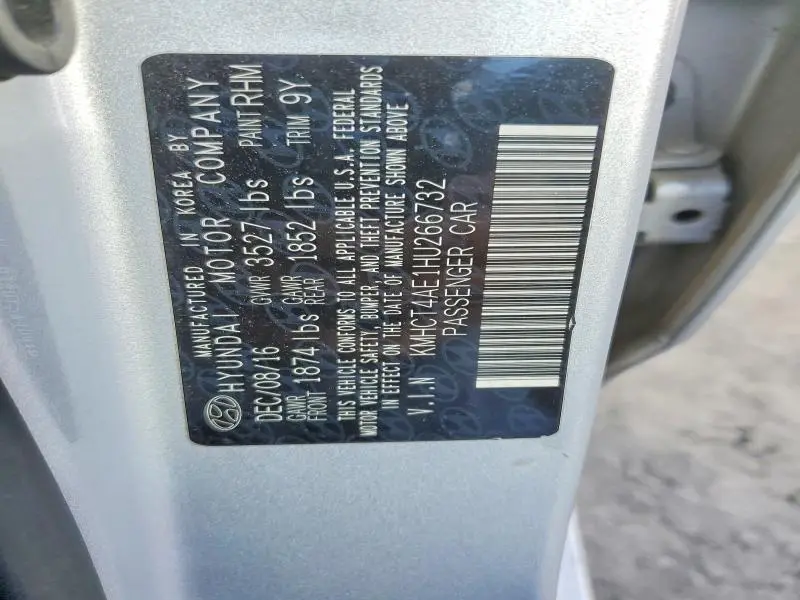 MANUFACTURED IN KOREA BY
HYUNDAI MOTOR COMPANY
DEC/08/16 GVWR 3527 lbs PAINT RHM
GAWR FRONT 1874 lbs GAWR REAR 1852 lbs TRIM 9Y
THIS VEHICLE CONFORMS TO ALL APPLICABLE U.S.A. FEDERAL
MOTOR VEHICLE SAFETY, BUMPER, AND THEFT PREVENTION STANDARDS
IN EFFECT ON THE DATE OF MANUFACTURE SHOWN ABOVE
V.I.N KMHCT4AE1HU266732
PASSENGER CAR